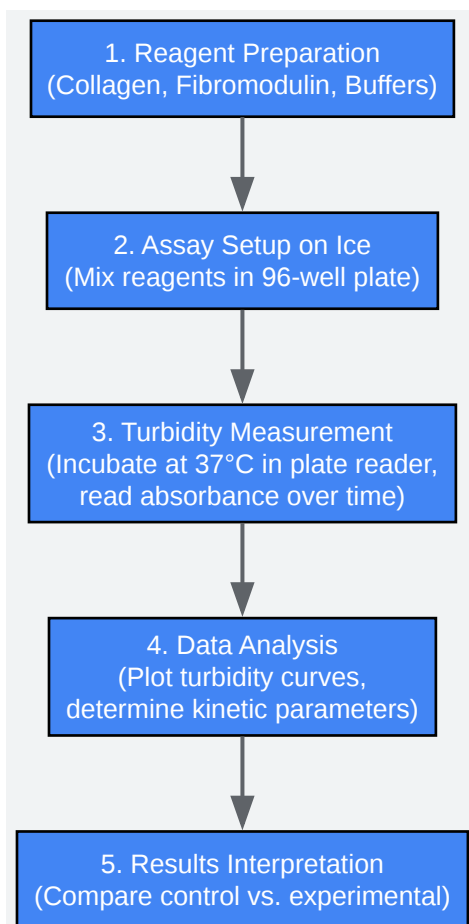 1. Reagent Preparation
(Collagen, Fibromodulin, Buffers)
2. Assay Setup on Ice
(Mix reagents in 96-well plate)
3. Turbidity Measurement
(Incubate at 37°C in plate reader,
read absorbance over time)
4. Data Analysis
(Plot turbidity curves,
determine kinetic parameters)
5. Results Interpretation
(Compare control vs. experimental)